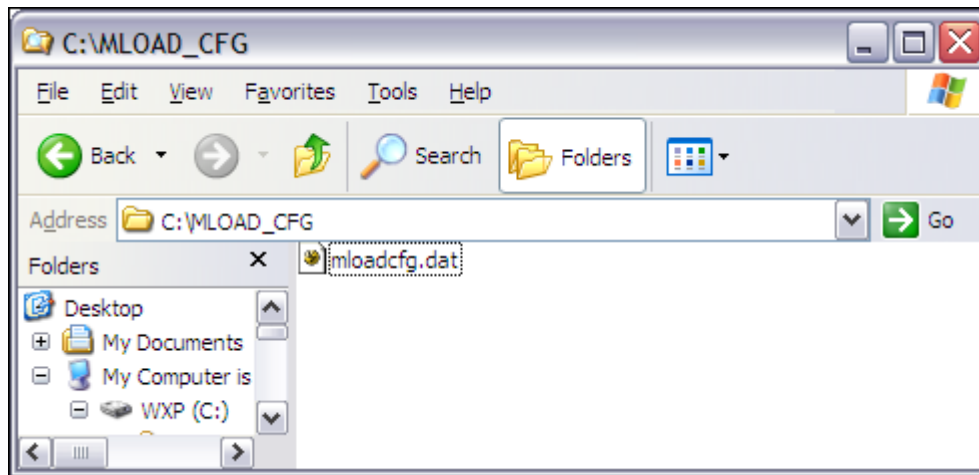 C:\MLOAD_CFG
File Edit View Favorites Tools Help
Back Search Folders
Address C:\MLOAD_CFG Go
Folders mloadcfg.dat
Desktop
My Documents
My Computer is
WXP (C:)